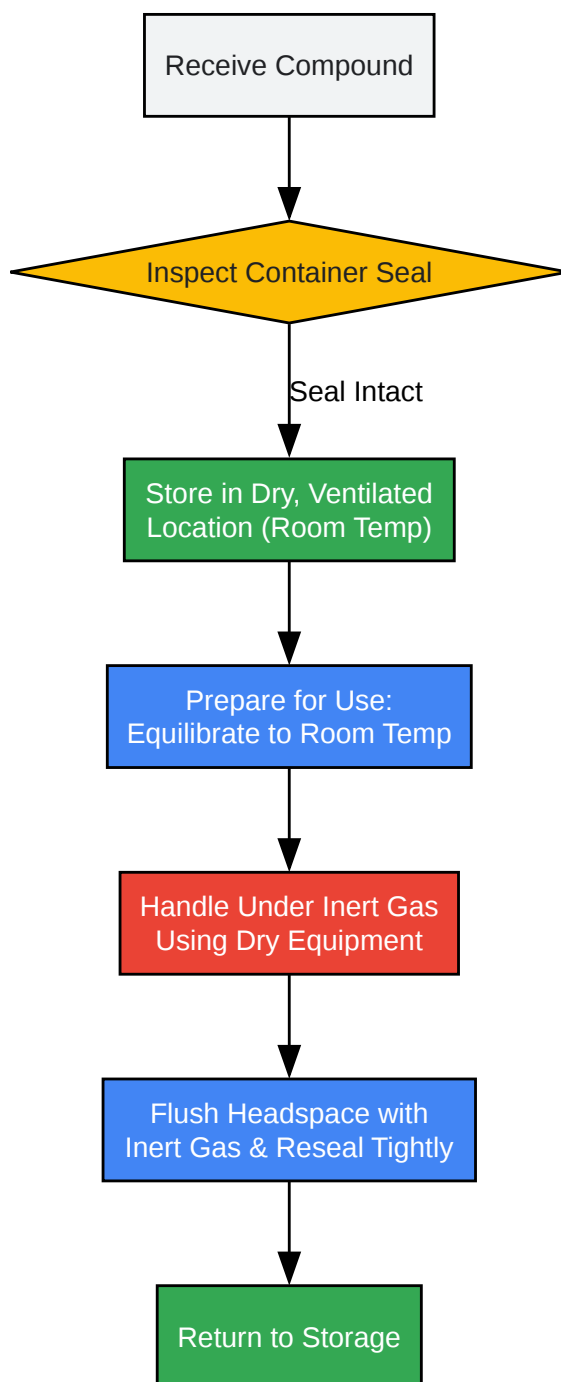 Receive Compound
Inspect Container Seal
Seal Intact
Store in Dry, Ventilated
Location (Room Temp)
Prepare for Use:
Equilibrate to Room Temp
Handle Under Inert Gas
Using Dry Equipment
Flush Headspace with
Inert Gas & Reseal Tightly
Return to Storage